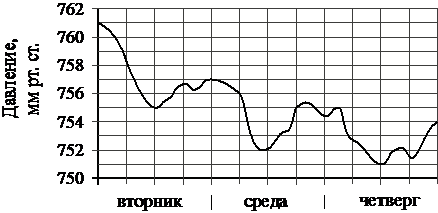 Давление,
мм рт. ст.
762
760
758
756
754
752
750
вторник
среда
четверг